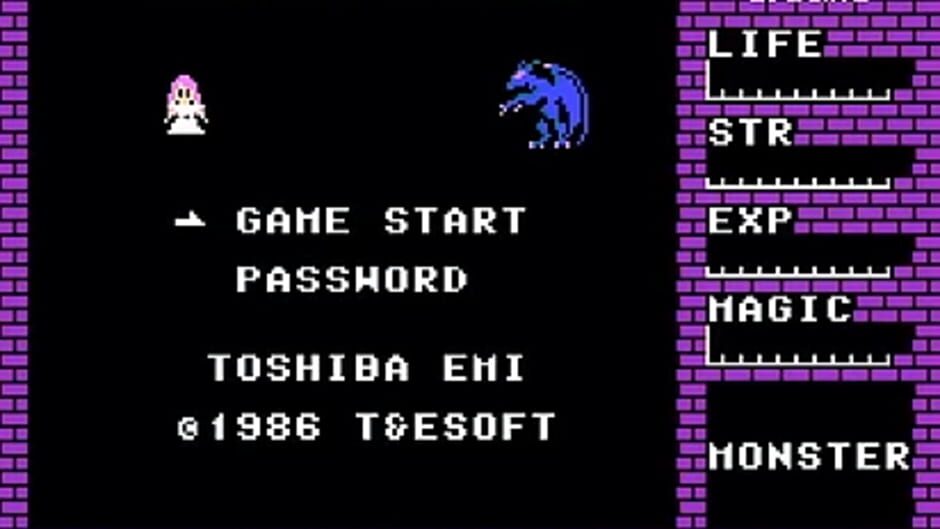 LIFE
STR
EXP
MAGIC
GAME START
PASSWORD
TOSHIBA EMI
©1986 T&ESOFT
MONSTER